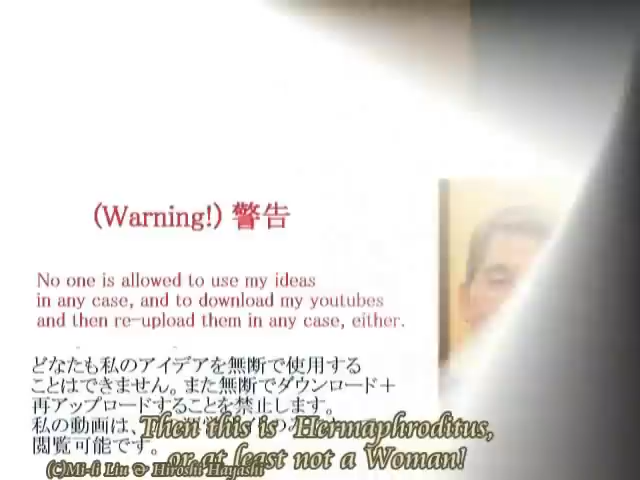 (Warning!) 警告
No one is allowed to use my ideas
in any case, and to download my youtubes
and then re-upload them in any case, either.
どなたも私のアイデアを無断で使用する
ことはできません。また無断でダウンロード＋
再アップロードすることを禁止します。
私の動画は、
閲覧可能です。
Then this is Hermaphroditus,
or at least not a Woman!
(C)Mi-li Liu & Hiroshi Hayashi